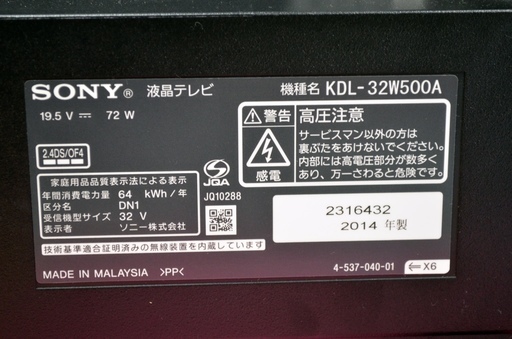 SONY® 液晶テレビ 機種名 KDL-32W500A
19.5 V ⎓ 72 W
2.4DS/OF4
家庭用品品質表示法による表示
年間消費電力量 64 kWh/年
区分名 DN1
受信機型サイズ 32 V
表示者 ソニー株式会社
JQA
JQ10288
警告 高圧注意
感電
サービスマン以外の方は
裏ぶたをあけないでください。
内部には高電圧部分が数多く
あり、万一さわると危険です。
2316432
2014 年製
技術基準適合証明済みの無線装置を内蔵しています。
MADE IN MALAYSIA >PP<
4-537-040-01 X6